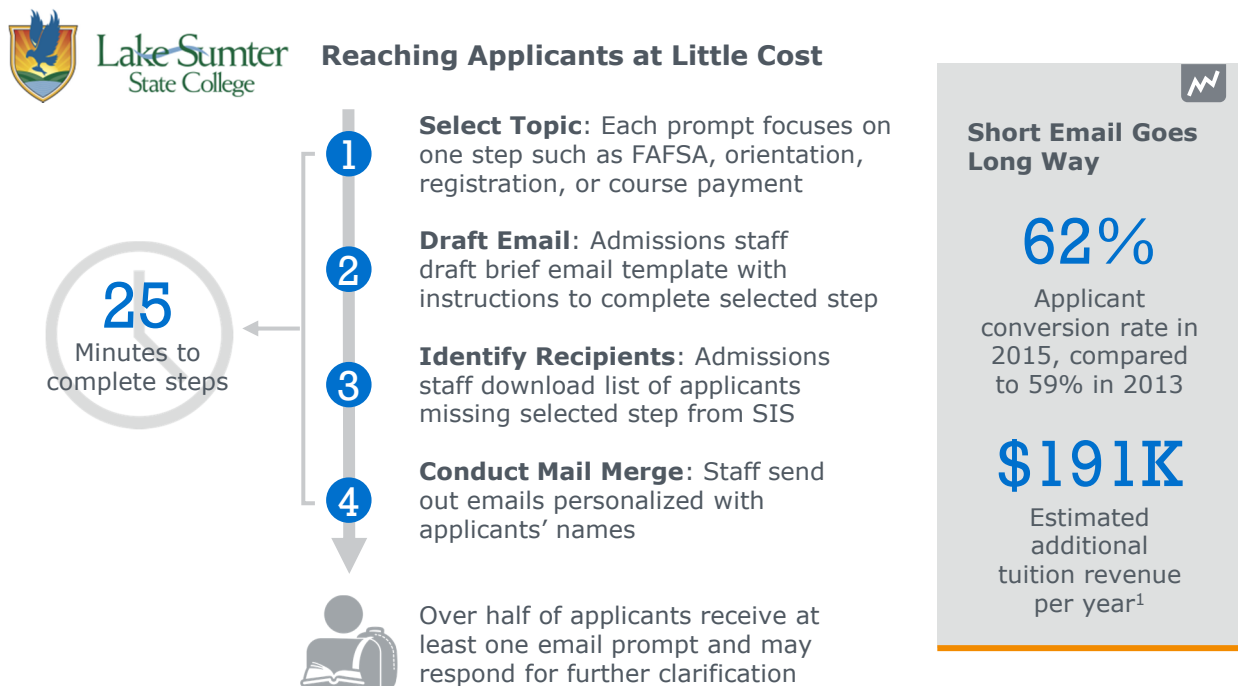 Lake-Sumter
State College
Reaching Applicants at Little Cost
1
Select Topic: Each prompt focuses on
one step such as FAFSA, orientation,
registration, or course payment
2
Draft Email: Admissions staff
draft brief email template with
instructions to complete selected step
3
Identify Recipients: Admissions
staff download list of applicants
missing selected step from SIS
4
Conduct Mail Merge: Staff send
out emails personalized with
applicants’ names
25
Minutes to
complete steps
Over half of applicants receive at
least one email prompt and may
respond for further clarification
Short Email Goes
Long Way
62%
Applicant
conversion rate in
2015, compared
to 59% in 2013
$191K
Estimated
additional
tuition revenue
per year¹